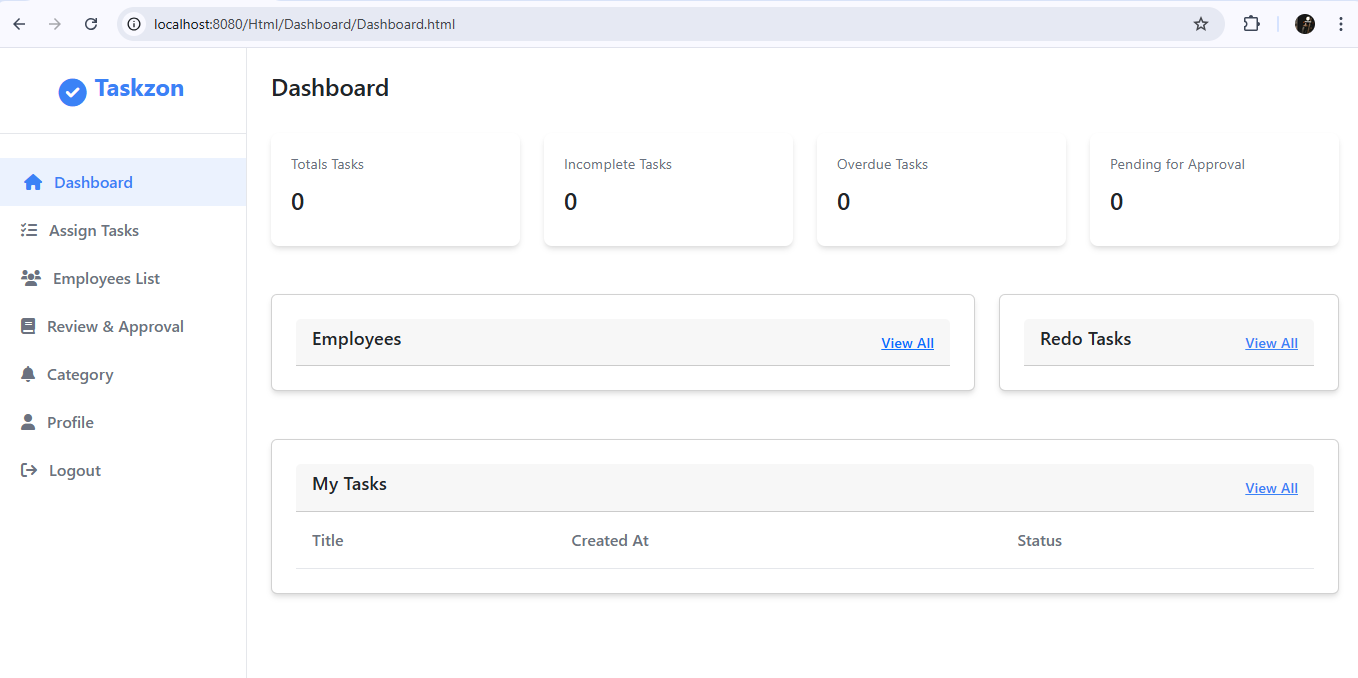 localhost:8080/Html/Dashboard/Dashboard.html
Taskzon
Dashboard
Assign Tasks
Employees List
Review & Approval
Category
Profile
Logout
Dashboard
Totals Tasks
0
Incomplete Tasks
0
Overdue Tasks
0
Pending for Approval
0
Employees
View All
Redo Tasks
View All
My Tasks
View All
Title Created At Status